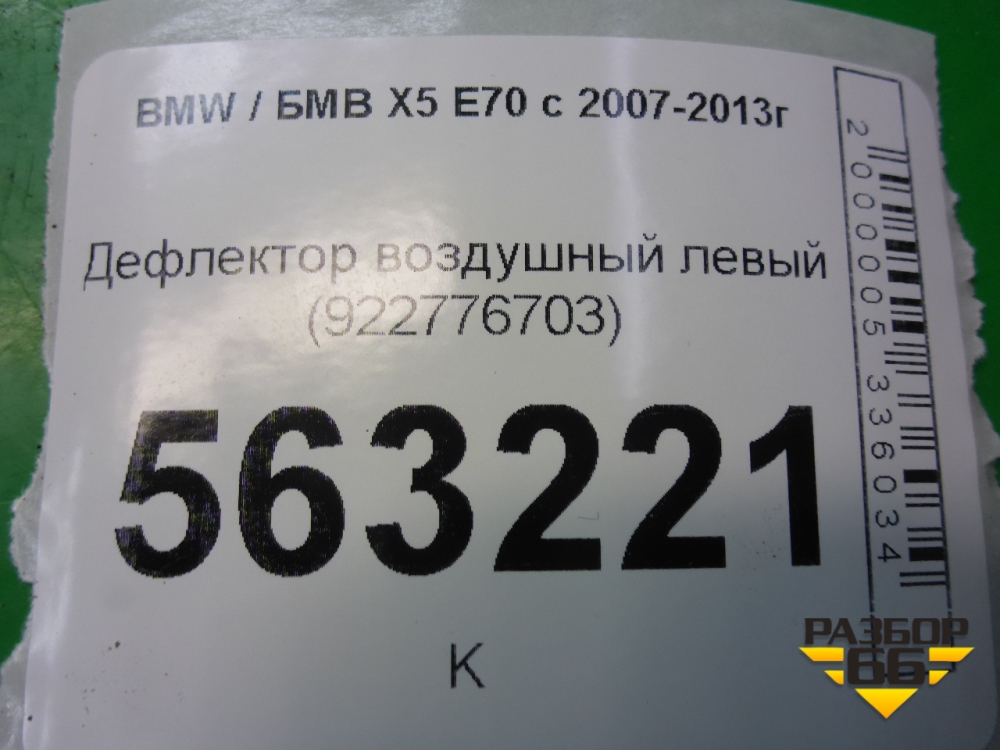 BMW / БМВ X5 E70 с 2007-2013г
Дефлектор воздушный левый
(922776703)
563221
К
2000005336034
РАЗБОР
66